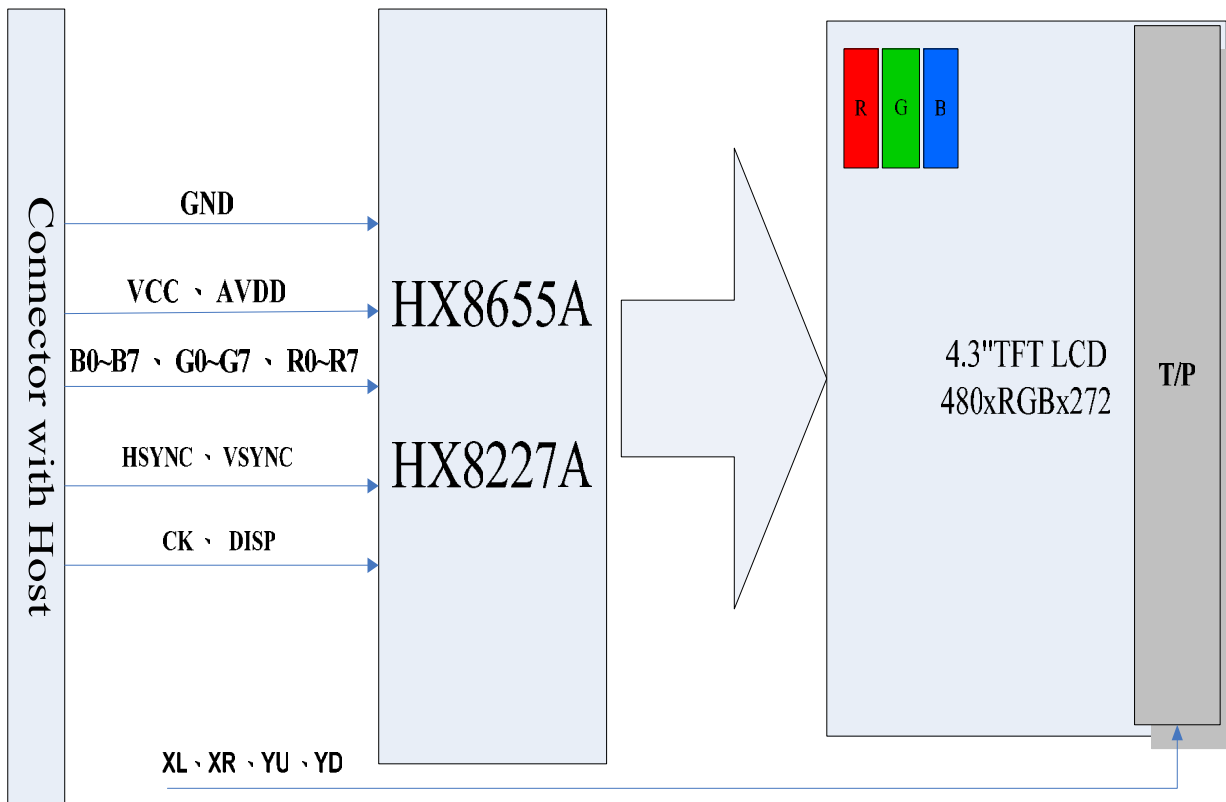 Connector with Host
GND
VCC、AVDD
B0~B7、G0~G7、R0~R7
HSYNC、VSYNC
CK、DISP
XL、XR、YU、YD
HX8655A
HX8227A
R
G
B
4.3"TFT LCD
480xRGBx272
T/P